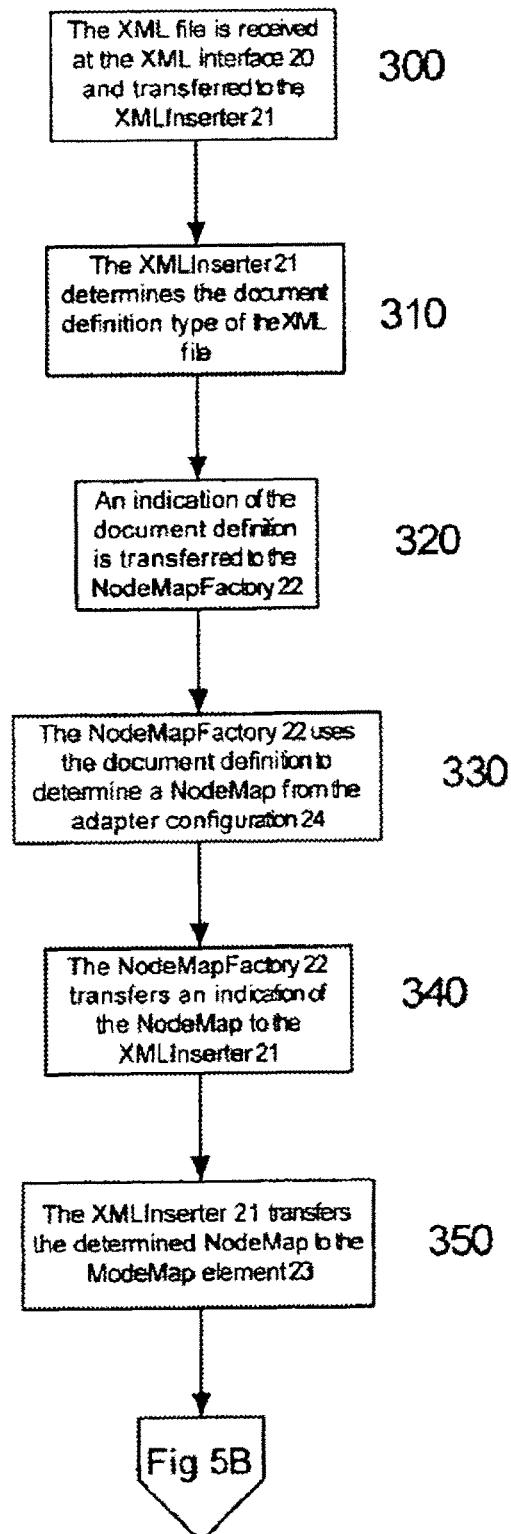 The XML file is received
at the XML interface 20
and transferred to the
XMLInserter 21
300
The XMLInserter 21
determines the document
definition type of the XML
file
310
An indication of the
document definition
is transferred to the
NodeMapFactory 22
320
The NodeMapFactory 22 uses
the document definition to
determine a NodeMap from the
adapter configuration 24
330
The NodeMapFactory 22
transfers an indication of
the NodeMap to the
XMLInserter 21
340
The XMLInserter 21 transfers
the determined NodeMap to the
ModeMap element 23
350
Fig 5B